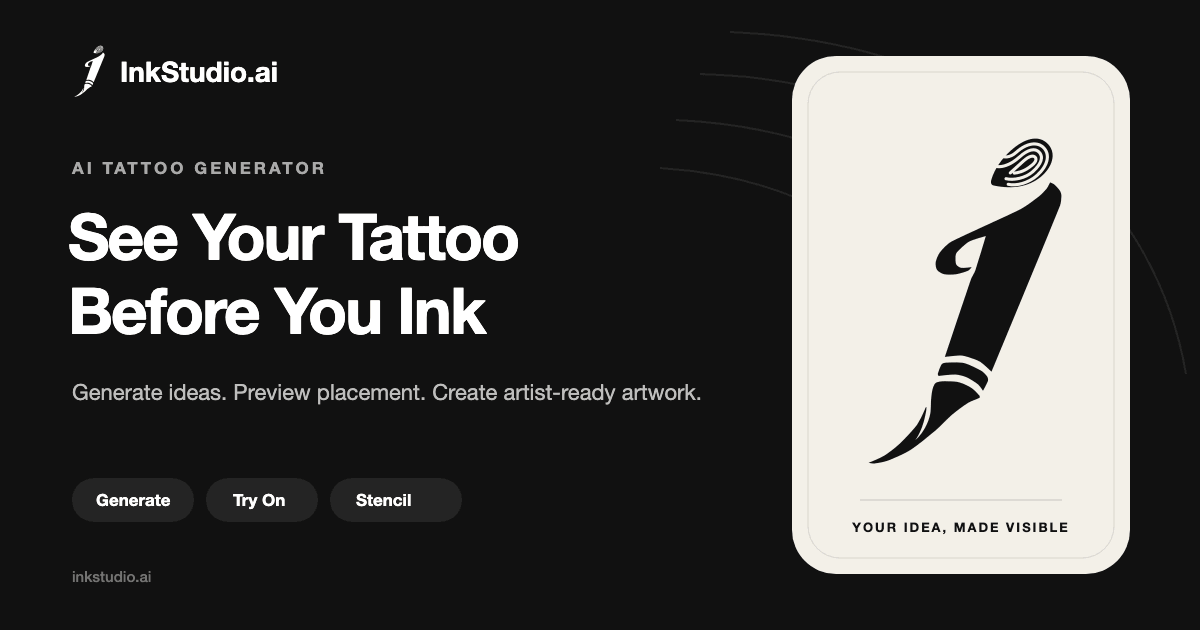 InkStudio.ai
AI TATTOO GENERATOR
See Your Tattoo
Before You Ink
Generate ideas. Preview placement. Create artist-ready artwork.
Generate
Try On
Stencil
inkstudio.ai
YOUR IDEA, MADE VISIBLE